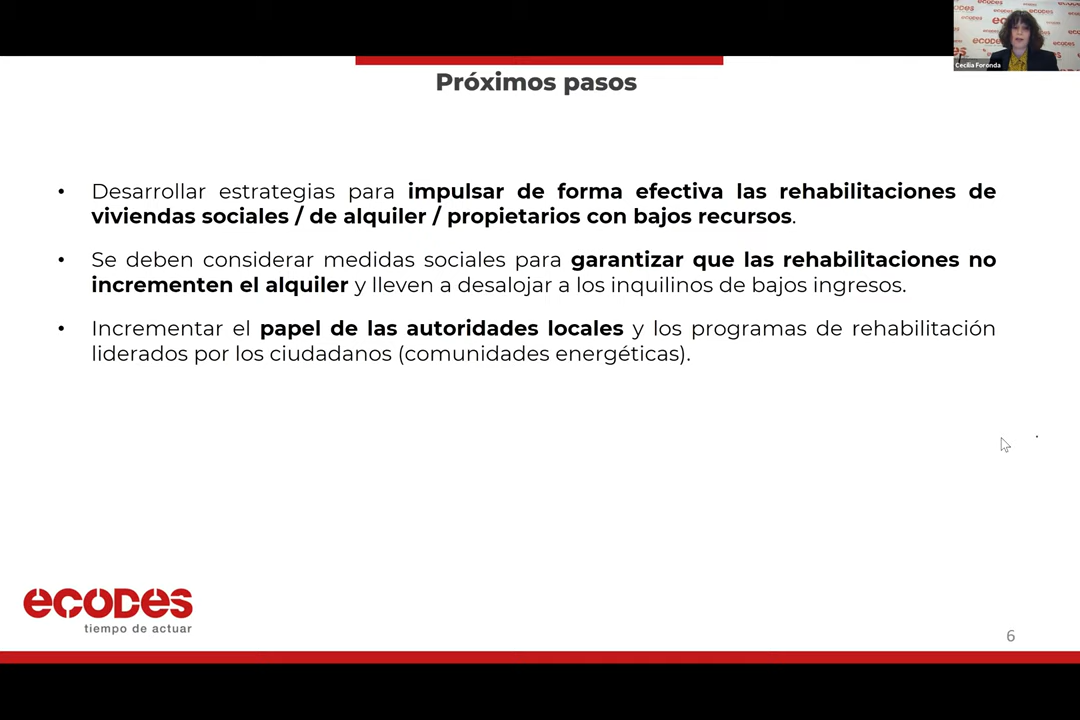 ecodes
Cecilia Foronda
Próximos pasos
• Desarrollar estrategias para impulsar de forma efectiva las rehabilitaciones de
viviendas sociales / de alquiler / propietarios con bajos recursos.
• Se deben considerar medidas sociales para garantizar que las rehabilitaciones no
incrementen el alquiler y lleven a desalojar a los inquilinos de bajos ingresos.
• Incrementar el papel de las autoridades locales y los programas de rehabilitación
liderados por los ciudadanos (comunidades energéticas).
ecodes
tiempo de actuar
6